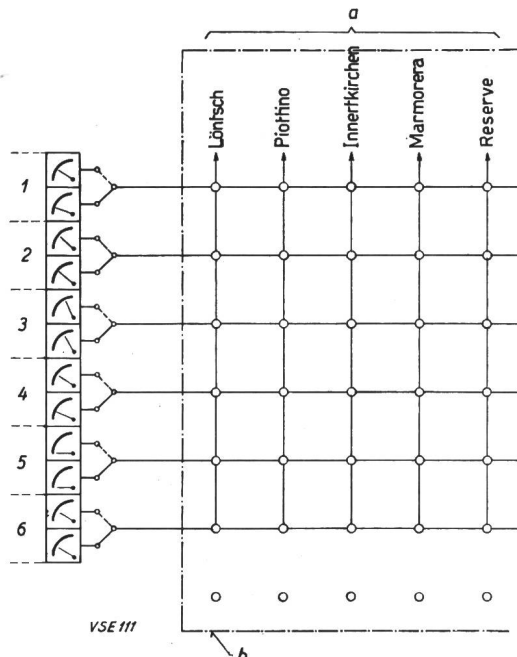 a
Löntsch
Piottino
Innertkirchen
Marmorera
Reserve
1
2
3
4
5
6
VSE 111
b